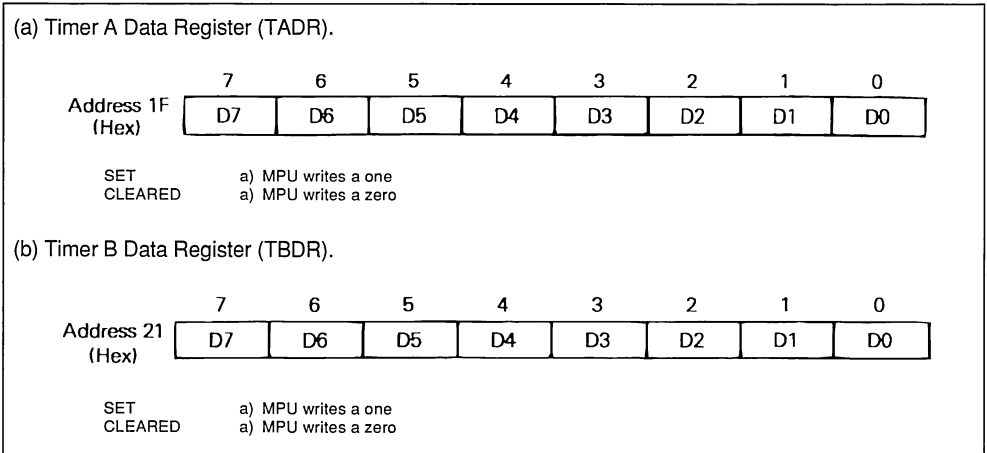 (a) Timer A Data Register (TADR).
7 6 5 4 3 2 1 0
Address 1F
(Hex)
D7 D6 D5 D4 D3 D2 D1 D0
SET a) MPU writes a one
CLEARED a) MPU writes a zero
(b) Timer B Data Register (TBDR).
7 6 5 4 3 2 1 0
Address 21
(Hex)
D7 D6 D5 D4 D3 D2 D1 D0
SET a) MPU writes a one
CLEARED a) MPU writes a zero